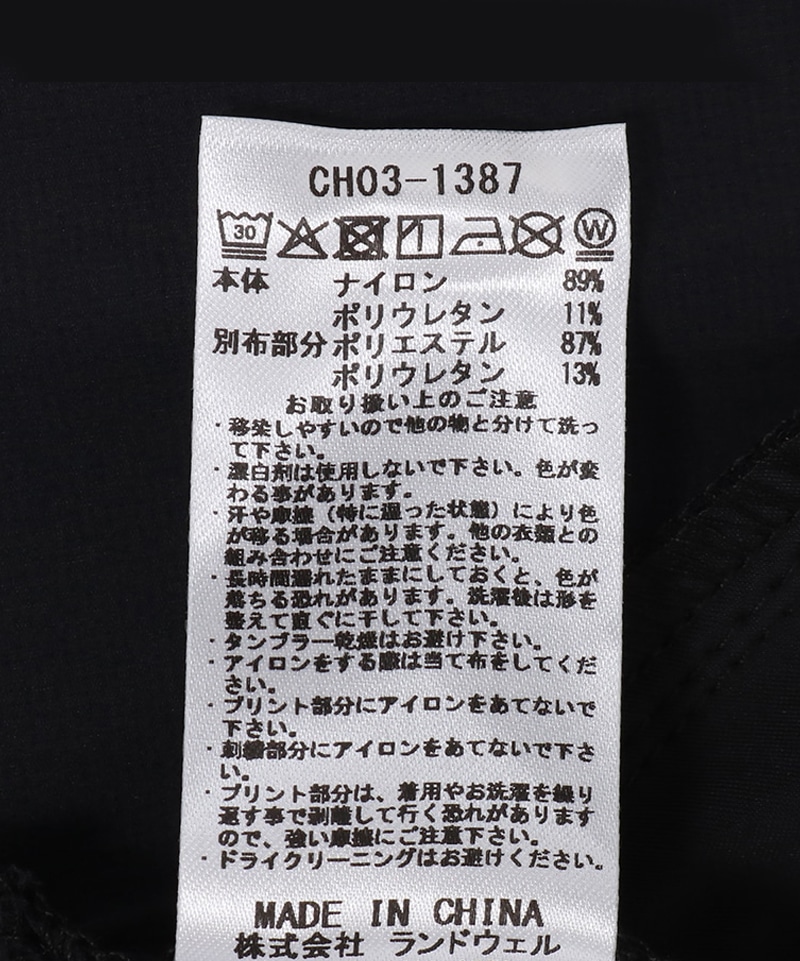 CH03-1387
30 W
本体 ナイロン 89%
ポリウレタン 11%
別布部分 ポリエステル 87%
ポリウレタン 13%
お取り扱い上のご注意
・移染しやすいので他の物と分けて洗っ
て下さい。
・漂白剤は使用しないで下さい。色が変
わる事があります。
・汗や摩擦（特に湿った状態）により色
が移る場合があります。他の衣類との
組み合わせにご注意ください。
・長時間濡れたままにしておくと、色が
落ちる恐れがあります。洗濯後は形を
整えて直ぐに干して下さい。
・タンブラー乾燥はお避け下さい。
・アイロンをする際は当て布をしてくだ
さい。
・プリント部分にアイロンをあてないで
下さい。
・刺繍部分にアイロンをあてないで下さ
い。
・プリント部分は、着用やお洗濯を繰り
返す事で剥離して行く恐れがあります
ので、強い摩擦にご注意下さい。
・ドライクリーニングはお避けください。
MADE IN CHINA
株式会社 ランドウェル